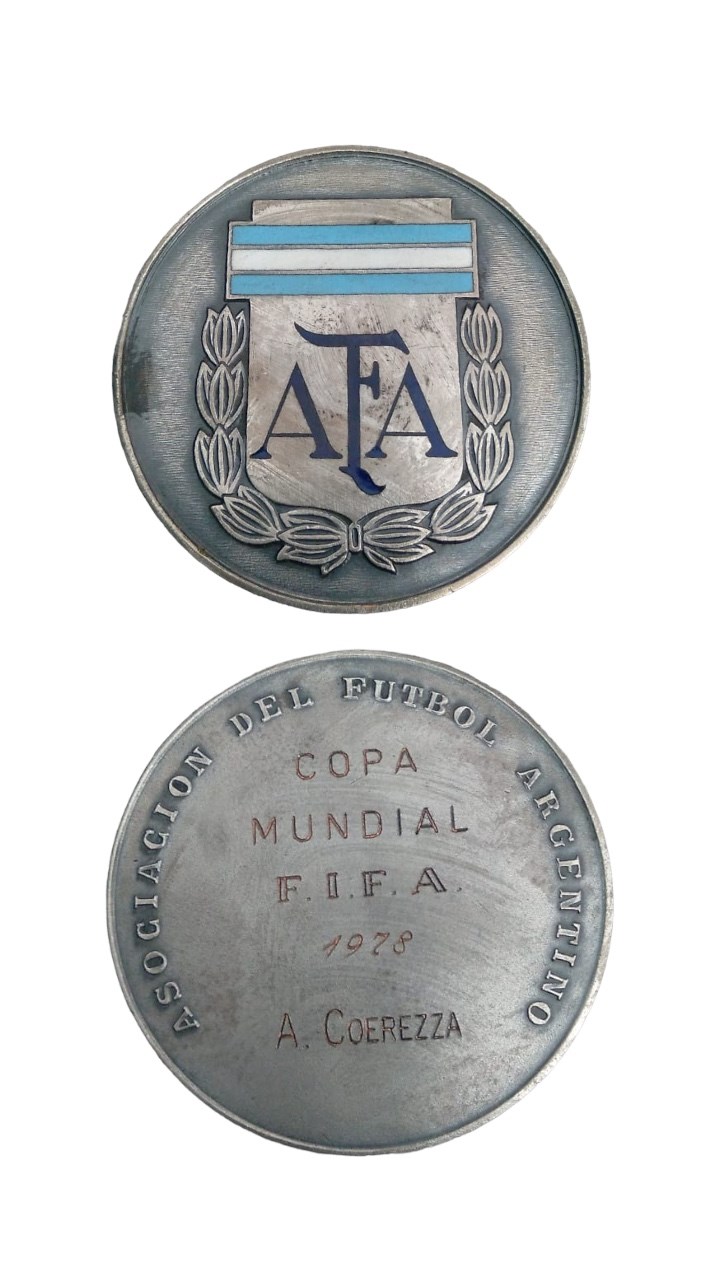 AFA
ASOCIACION DEL FUTBOL ARGENTINO
COPA
MUNDIAL
F.I.F.A.
1978
A. COEREZZA